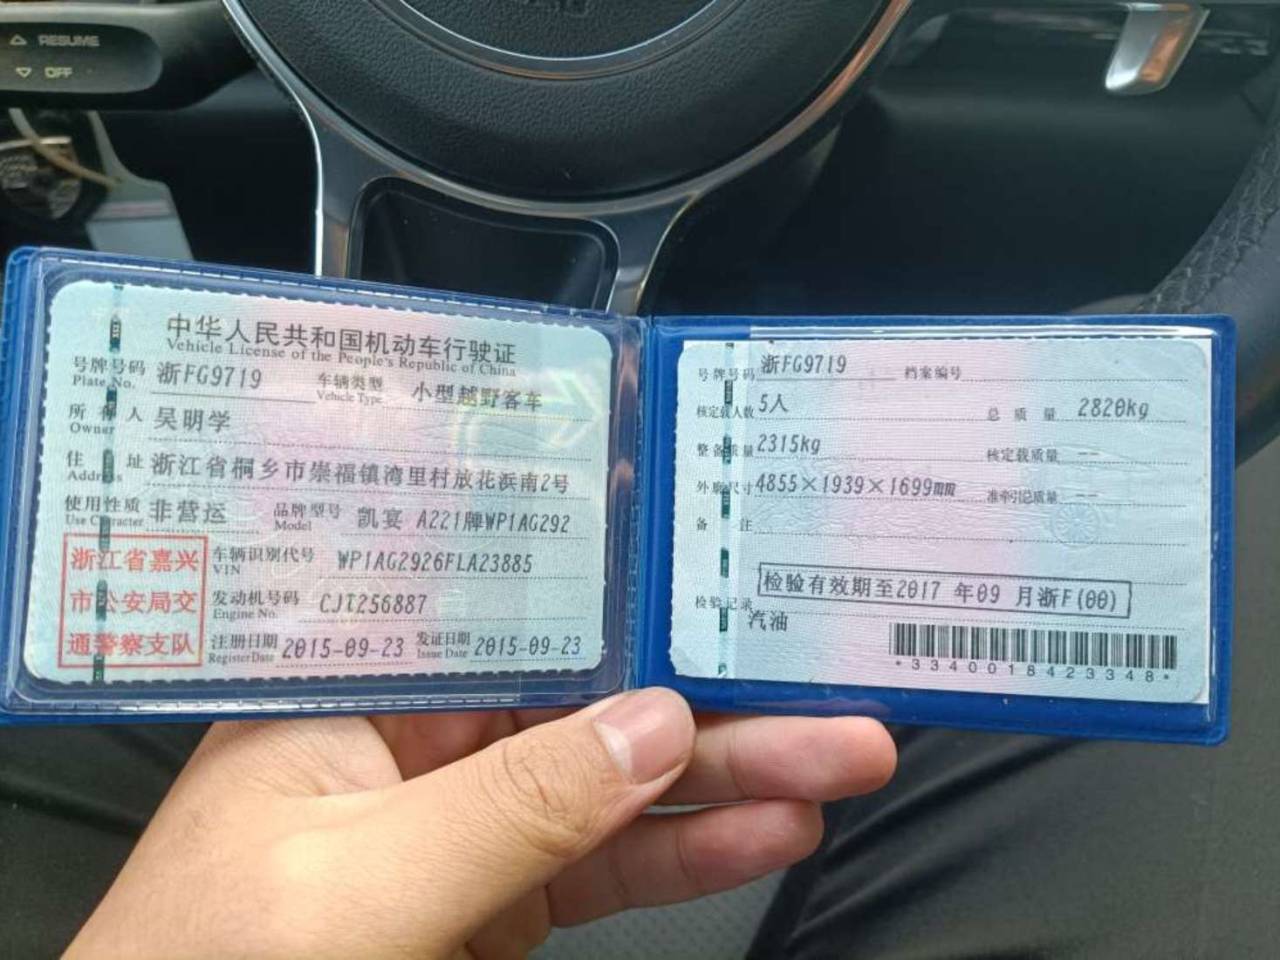 RESUME
OFF
中华人民共和国机动车行驶证
Vehicle License of the People's Republic of China
号牌号码 浙FG9719 车辆类型 小型越野客车
Plate No. Vehicle Type
所有人 吴明学
Owner
住址 浙江省桐乡市崇福镇湾里村放花浜南2号
Address
使用性质 非营运 品牌型号 凯宴 A221牌WP1AG292
Use Character Model
浙江省嘉兴
市公安局交
通警察支队
车辆识别代号 WP1AG2926FLA23885
VIN
发动机号码 CJT256887
Engine No.
注册日期 2015-09-23 发证日期 2015-09-23
Register Date Issue Date
号牌号码 浙FG9719 档案编号
核定载人数 5人 总质量 2820kg
整备质量 2315kg 核定载质量 --
外廓尺寸 4855×1939×1699mm 准牵引总质量 --
备注
检验有效期至2017年09月浙F(00)
检验记录
汽油
*3340018423348*